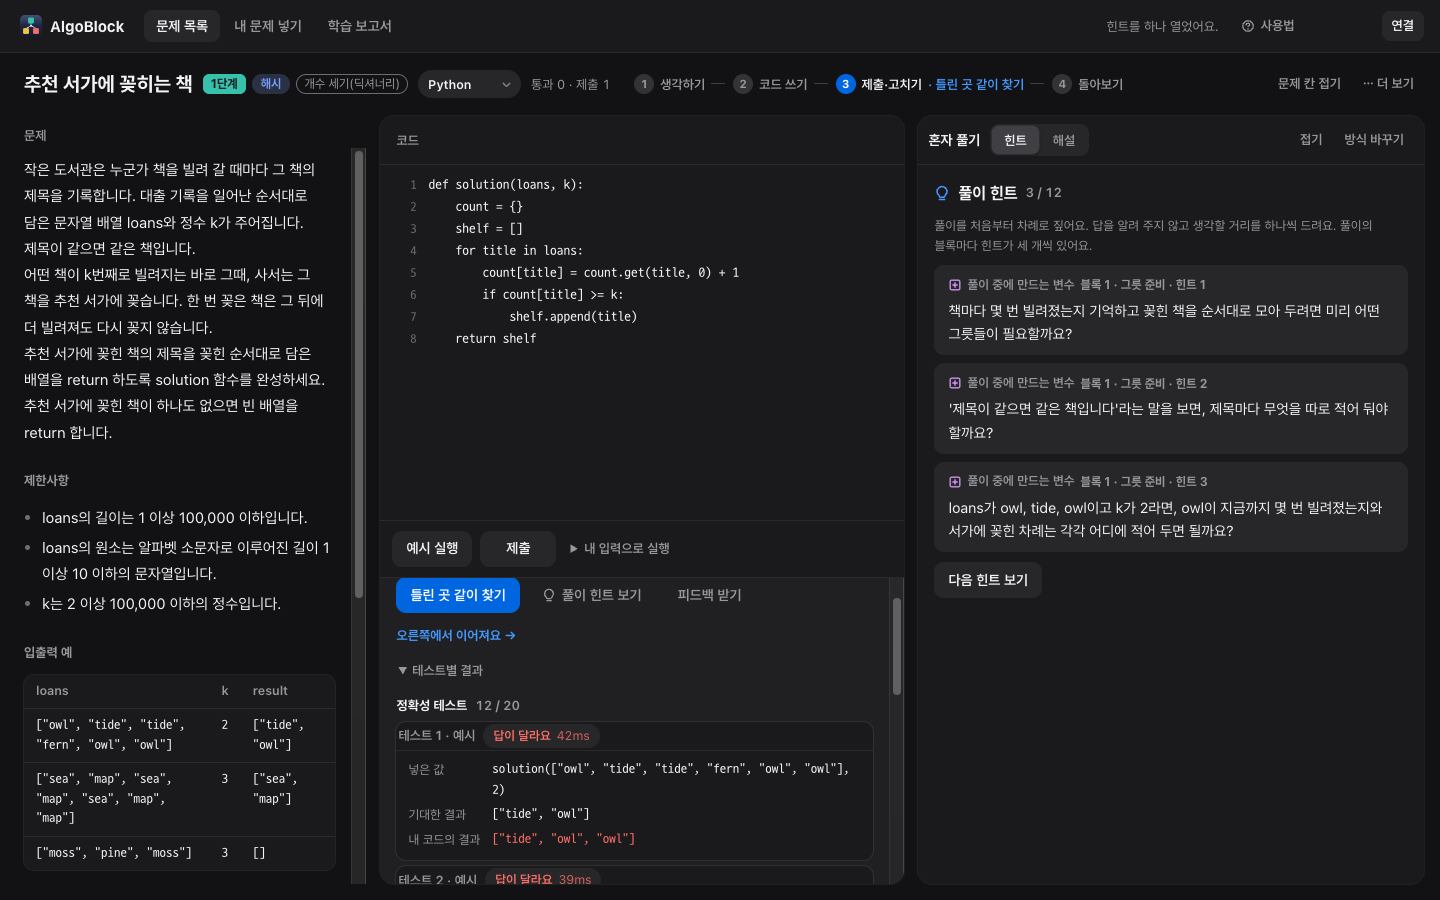 AlgoBlock
문제 목록
내 문제 넣기
학습 보고서
힌트를 하나 열었어요.
사용법
연결
추천 서가에 꽂히는 책
1단계
해시
개수 세기(딕셔너리)
Python
통과 0 · 제출 1
1 생각하기
2 코드 쓰기
3 제출·고치기 · 틀린 곳 같이 찾기
4 돌아보기
문제 칸 접기
··· 더 보기
문제
작은 도서관은 누군가 책을 빌려 갈 때마다 그 책의
제목을 기록합니다. 대출 기록을 일어난 순서대로
담은 문자열 배열 loans와 정수 k가 주어집니다.
제목이 같으면 같은 책입니다.
어떤 책이 k번째로 빌려지는 바로 그때, 사서는 그
책을 추천 서가에 꽂습니다. 한 번 꽂은 책은 그 뒤에
더 빌려져도 다시 꽂지 않습니다.
추천 서가에 꽂힌 책의 제목을 꽂힌 순서대로 담은
배열을 return 하도록 solution 함수를 완성하세요.
추천 서가에 꽂힌 책이 하나도 없으면 빈 배열을
return 합니다.
제한사항
• loans의 길이는 1 이상 100,000 이하입니다.
• loans의 원소는 알파벳 소문자로 이루어진 길이 1
이상 10 이하의 문자열입니다.
• k는 2 이상 100,000 이하의 정수입니다.
입출력 예
loans k result
["owl", "tide", "tide", 2 ["tide",
"fern", "owl", "owl"] "owl"]
["sea", "map", "sea", 3 ["sea",
"map", "sea", "map", "map"]
"map"]
["moss", "pine", "moss"] 3 []
코드
1 def solution(loans, k):
2     count = {}
3     shelf = []
4     for title in loans:
5         count[title] = count.get(title, 0) + 1
6         if count[title] >= k:
7             shelf.append(title)
8     return shelf
예시 실행
제출
▶ 내 입력으로 실행
틀린 곳 같이 찾기
풀이 힌트 보기
피드백 받기
오른쪽에서 이어져요 →
▼ 테스트별 결과
정확성 테스트 12 / 20
테스트 1 · 예시 답이 달라요 42ms
넣은 값 solution(["owl", "tide", "tide", "fern", "owl", "owl"],
2)
기대한 결과 ["tide", "owl"]
내 코드의 결과 ["tide", "owl", "owl"]
테스트 2 · 예시 답이 달라요 39ms
혼자 풀기
힌트
해설
접기
방식 바꾸기
풀이 힌트 3 / 12
풀이를 처음부터 차례로 짚어요. 답을 알려 주지 않고 생각할 거리를 하나씩 드려요. 풀이의
블록마다 힌트가 세 개씩 있어요.
풀이 중에 만드는 변수 블록 1 · 그릇 준비 · 힌트 1
책마다 몇 번 빌려졌는지 기억하고 꽂힌 책을 순서대로 모아 두려면 미리 어떤
그릇들이 필요할까요?
풀이 중에 만드는 변수 블록 1 · 그릇 준비 · 힌트 2
'제목이 같으면 같은 책입니다'라는 말을 보면, 제목마다 무엇을 따로 적어 둬야
할까요?
풀이 중에 만드는 변수 블록 1 · 그릇 준비 · 힌트 3
loans가 owl, tide, owl이고 k가 2라면, owl이 지금까지 몇 번 빌려졌는지와
서가에 꽂힌 차례는 각각 어디에 적어 두면 될까요?
다음 힌트 보기